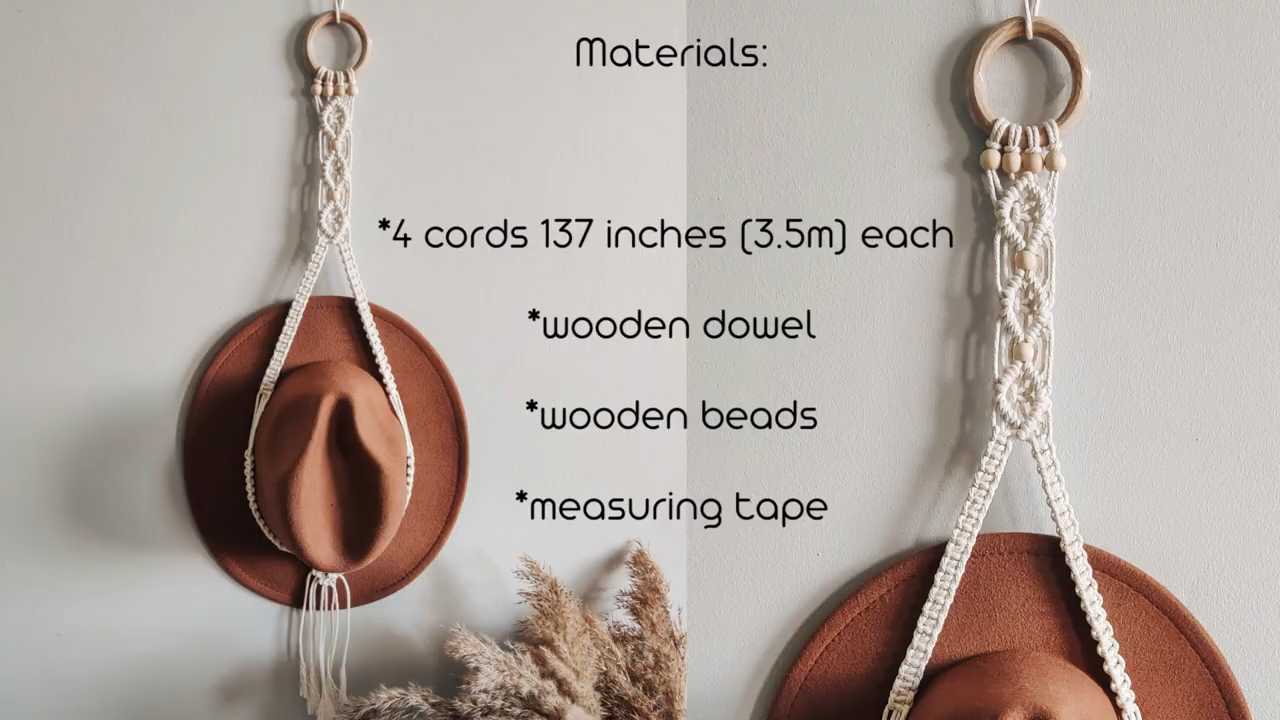 Materials:
*4 cords 137 inches (3.5m) each
*wooden dowel
*wooden beads
*measuring tape